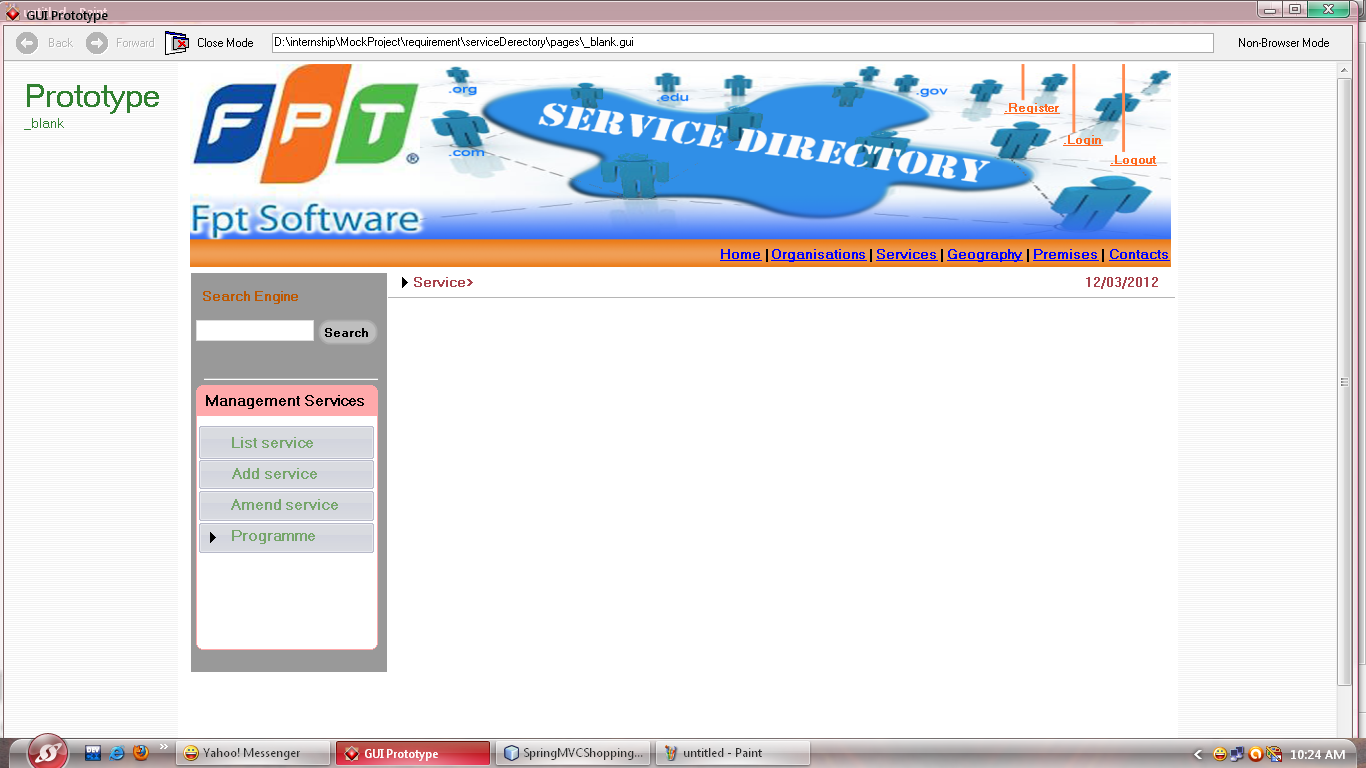 GUI Prototype
Back Forward Close Mode D:\internship\MockProject\requirement\serviceDerectory\pages\_blank.gui Non-Browser Mode
Prototype
_blank
FPT®
Fpt Software
.org
.edu
.gov
.com
SERVICE DIRECTORY
.Register
.Login
.Logout
Home | Organisations | Services | Geography | Premises | Contacts
Search Engine
Search
Service>
12/03/2012
Management Services
List service
Add service
Amend service
Programme
Yahoo! Messenger
GUI Prototype
SpringMVCShopping...
untitled - Paint
10:24 AM